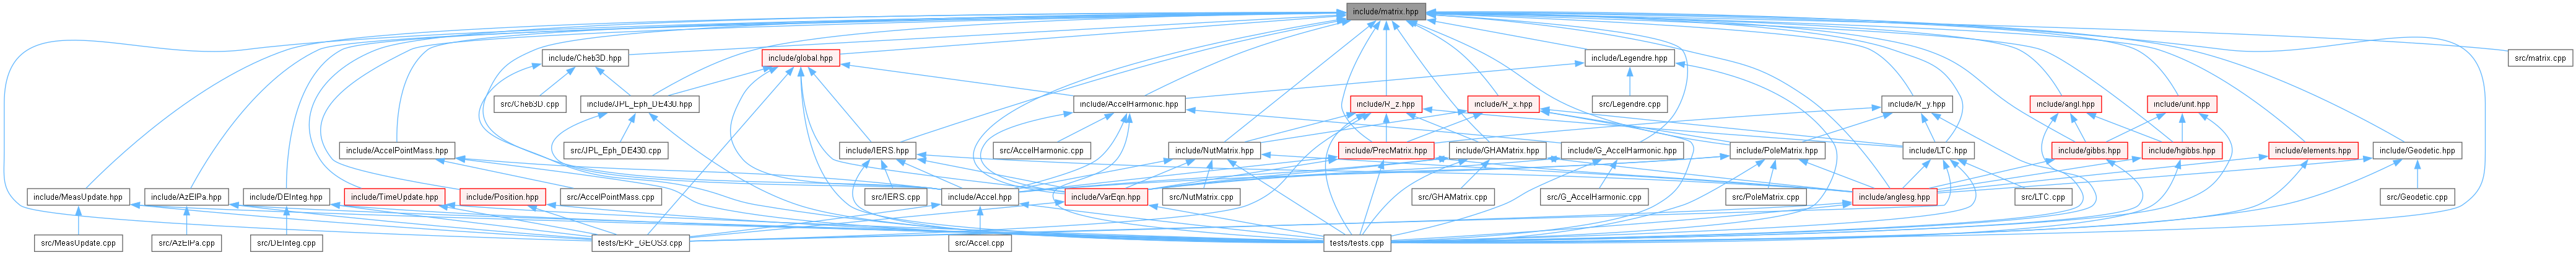 include/matrix.hpp
include/Cheb3D.hpp
include/global.hpp
include/Legendre.hpp
src/matrix.cpp
src/Cheb3D.cpp
include/JPL_Eph_DE430.hpp
include/AccelHarmonic.hpp
include/R_z.hpp
include/R_x.hpp
src/Legendre.cpp
include/R_y.hpp
include/angl.hpp
include/unit.hpp
include/AccelPointMass.hpp
src/JPL_Eph_DE430.cpp
include/IERS.hpp
src/AccelHarmonic.cpp
include/NutMatrix.hpp
include/PrecMatrix.hpp
include/GHAMatrix.hpp
include/G_AccelHarmonic.hpp
include/PoleMatrix.hpp
include/LTC.hpp
include/gibbs.hpp
include/hgibbs.hpp
include/elements.hpp
include/Geodetic.hpp
include/MeasUpdate.hpp
include/AzElPa.hpp
include/DEInteg.hpp
include/TimeUpdate.hpp
include/Position.hpp
src/AccelPointMass.cpp
src/IERS.cpp
include/Accel.hpp
include/VarEqn.hpp
src/NutMatrix.cpp
src/GHAMatrix.cpp
src/G_AccelHarmonic.cpp
src/PoleMatrix.cpp
include/anglesg.hpp
src/LTC.cpp
src/Geodetic.cpp
src/MeasUpdate.cpp
src/AzElPa.cpp
src/DEInteg.cpp
tests/EKF_GEOS3.cpp
src/Accel.cpp
tests/tests.cpp